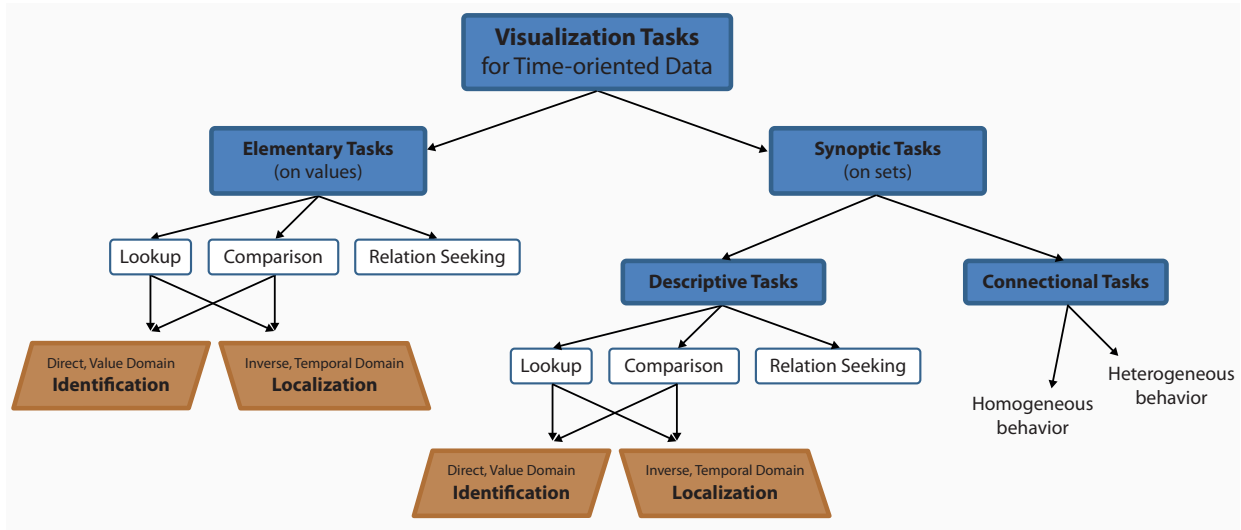 Visualization Tasks
for Time-oriented Data
Elementary Tasks
(on values)
Synoptic Tasks
(on sets)
Lookup
Comparison
Relation Seeking
Descriptive Tasks
Connectional Tasks
Direct, Value Domain
Identification
Inverse, Temporal Domain
Localization
Lookup
Comparison
Relation Seeking
Heterogeneous
behavior
Homogeneous
behavior
Direct, Value Domain
Identification
Inverse, Temporal Domain
Localization